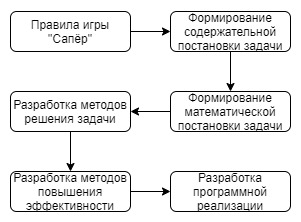 Правила игры
"Сапёр"
Формирование
содержательной
постановки задачи
Формирование
математической
постановки задачи
Разработка методов
решения задачи
Разработка методов
повышения
эффективности
Разработка
программной
реализации